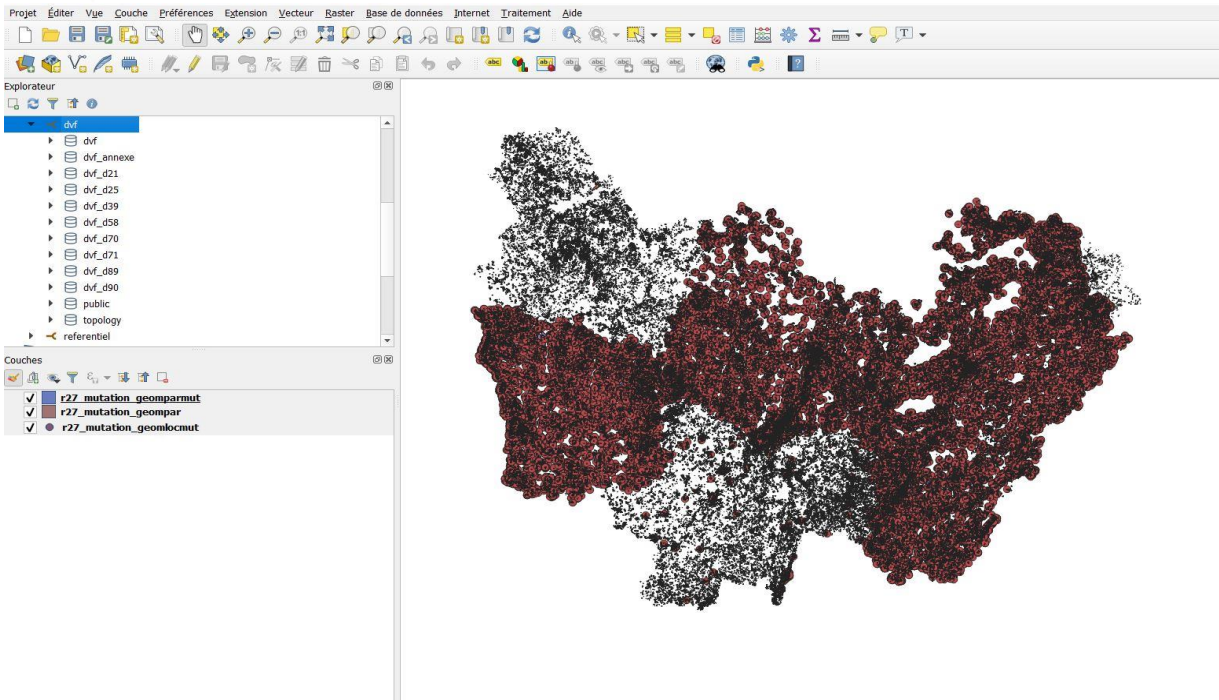 Projet Éditer Vue Couche Préférences Extension Vecteur Raster Base de données Internet Traitement Aide
Explorateur
dvf
dvf
dvf_annexe
dvf_d21
dvf_d25
dvf_d39
dvf_d58
dvf_d70
dvf_d71
dvf_d89
dvf_d90
public
topology
referentiel
Couches
r27_mutation_geomparmut
r27_mutation_geompar
r27_mutation_geomlocmut